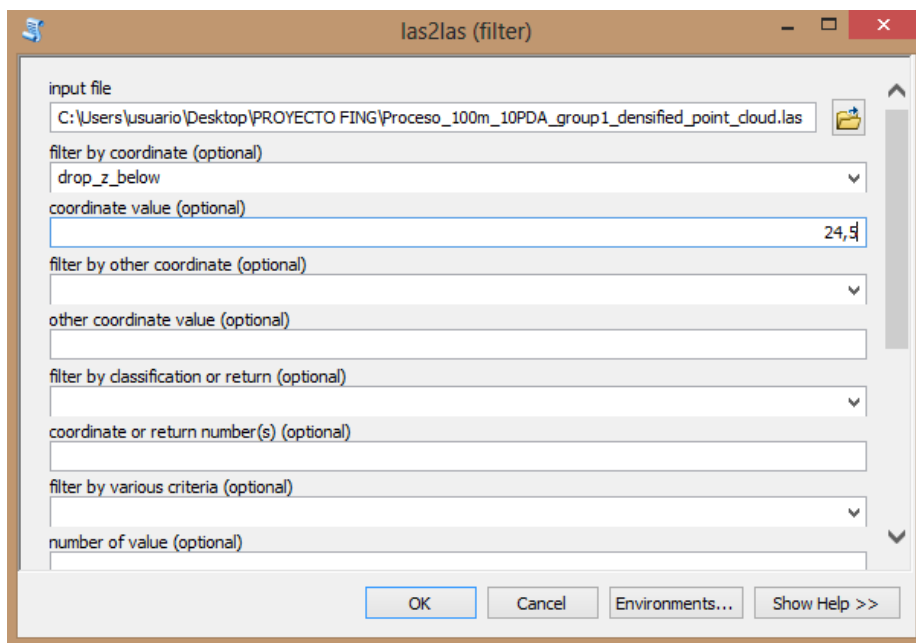 las2las (filter)
input file
C:\Users\usuario\Desktop\PROYECTO FING\Proceso_100m_10PDA_group1_densified_point_cloud.las
filter by coordinate (optional)
drop_z_below
coordinate value (optional)
24,5
filter by other coordinate (optional)
other coordinate value (optional)
filter by classification or return (optional)
coordinate or return number(s) (optional)
filter by various criteria (optional)
number of value (optional)
OK Cancel Environments... Show Help >>